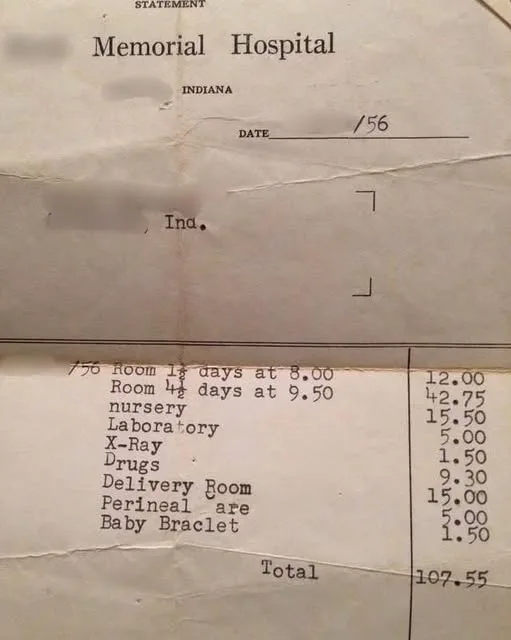 STATEMENT
Memorial Hospital
INDIANA
DATE /56
Ind.
/56 Room 1½ days at 8.00 12.00
Room 4½ days at 9.50 42.75
nursery 15.50
Laboratory 5.00
X-Ray 1.50
Drugs 9.30
Delivery Room 15.00
Perineal Care 5.00
Baby Braclet 1.50
Total 107.55